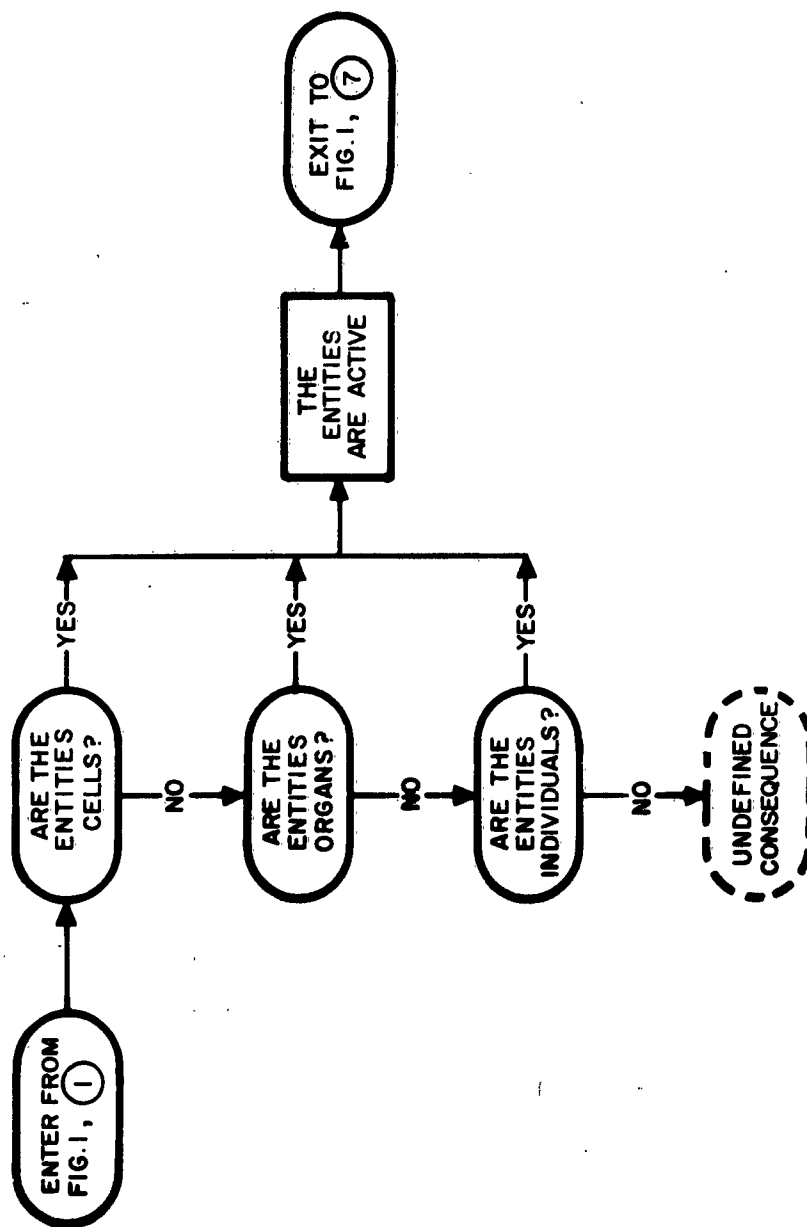 ENTER FROM
FIG. 1, 1
ARE THE
ENTITIES
CELLS?
YES
NO
ARE THE
ENTITIES
ORGANS?
YES
NO
ARE THE
ENTITIES
INDIVIDUALS?
YES
NO
UNDEFINED
CONSEQUENCE
THE
ENTITIES
ARE ACTIVE
EXIT TO
FIG. 1, 7